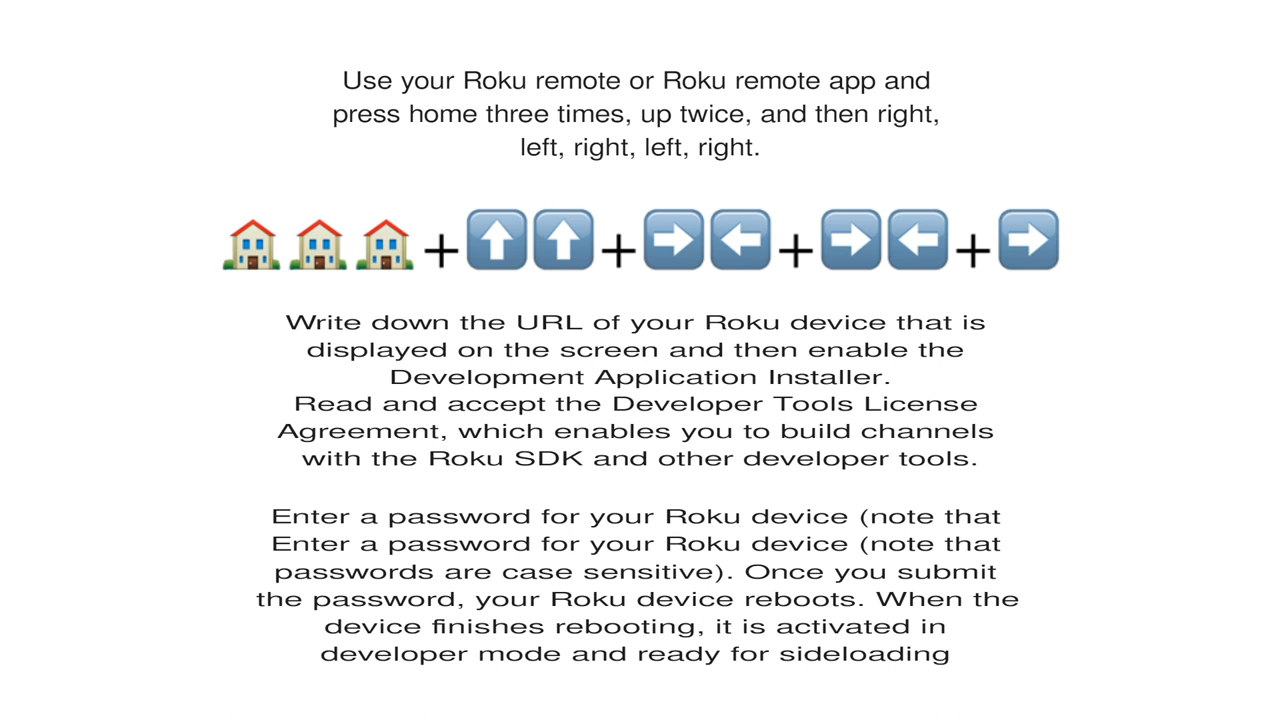 Use your Roku remote or Roku remote app and
press home three times, up twice, and then right,
left, right, left, right.
+ + + +
Write down the URL of your Roku device that is
displayed on the screen and then enable the
Development Application Installer.
Read and accept the Developer Tools License
Agreement, which enables you to build channels
with the Roku SDK and other developer tools.
Enter a password for your Roku device (note that
Enter a password for your Roku device (note that
passwords are case sensitive). Once you submit
the password, your Roku device reboots. When the
device finishes rebooting, it is activated in
developer mode and ready for sideloading